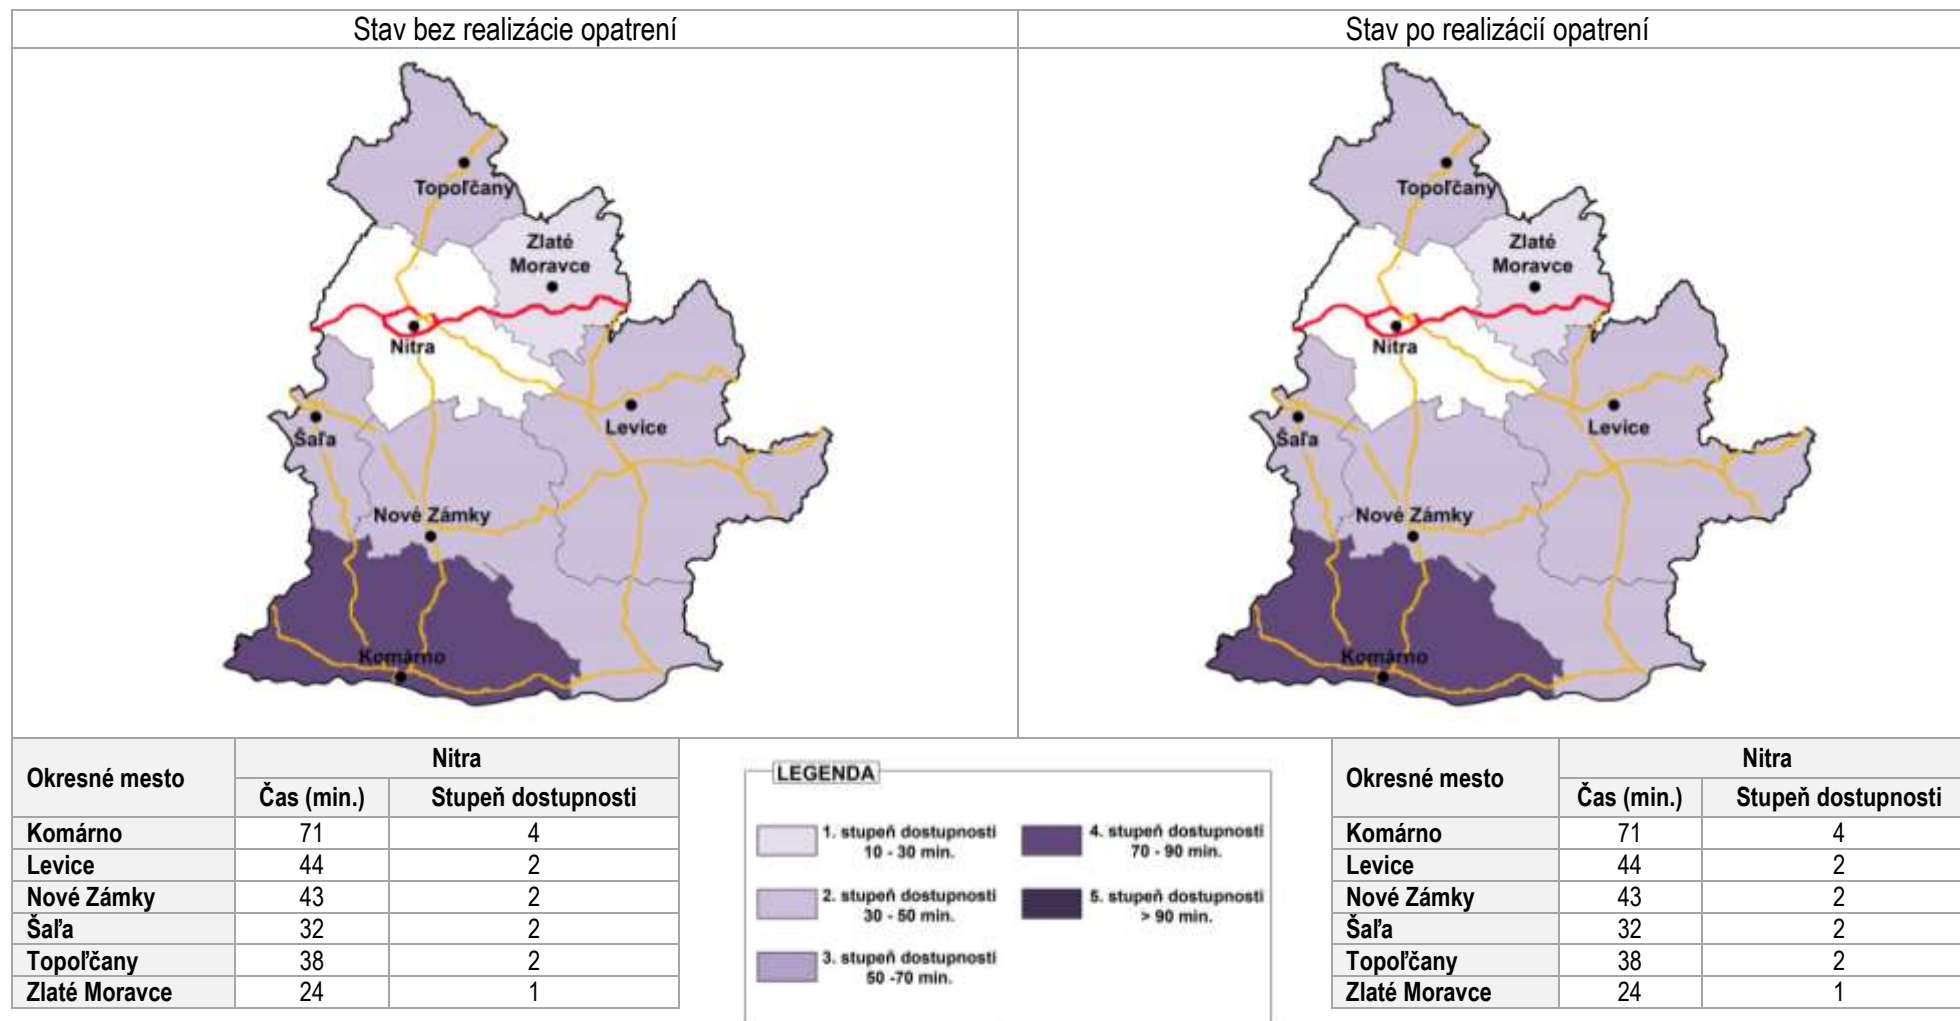 Stav bez realizácie opatrení
Stav po realizácií opatrení
Topoľčany
Zlaté
Moravce
Nitra
Šaľa
Levice
Nové Zámky
Komárno
Topoľčany
Zlaté
Moravce
Nitra
Šaľa
Levice
Nové Zámky
Komárno
Okresné mesto Nitra
Čas (min.) Stupeň dostupnosti
Komárno 71 4
Levice 44 2
Nové Zámky 43 2
Šaľa 32 2
Topoľčany 38 2
Zlaté Moravce 24 1
LEGENDA
1. stupeň dostupnosti
10 - 30 min.
2. stupeň dostupnosti
30 - 50 min.
3. stupeň dostupnosti
50 -70 min.
4. stupeň dostupnosti
70 - 90 min.
5. stupeň dostupnosti
> 90 min.
Okresné mesto Nitra
Čas (min.) Stupeň dostupnosti
Komárno 71 4
Levice 44 2
Nové Zámky 43 2
Šaľa 32 2
Topoľčany 38 2
Zlaté Moravce 24 1